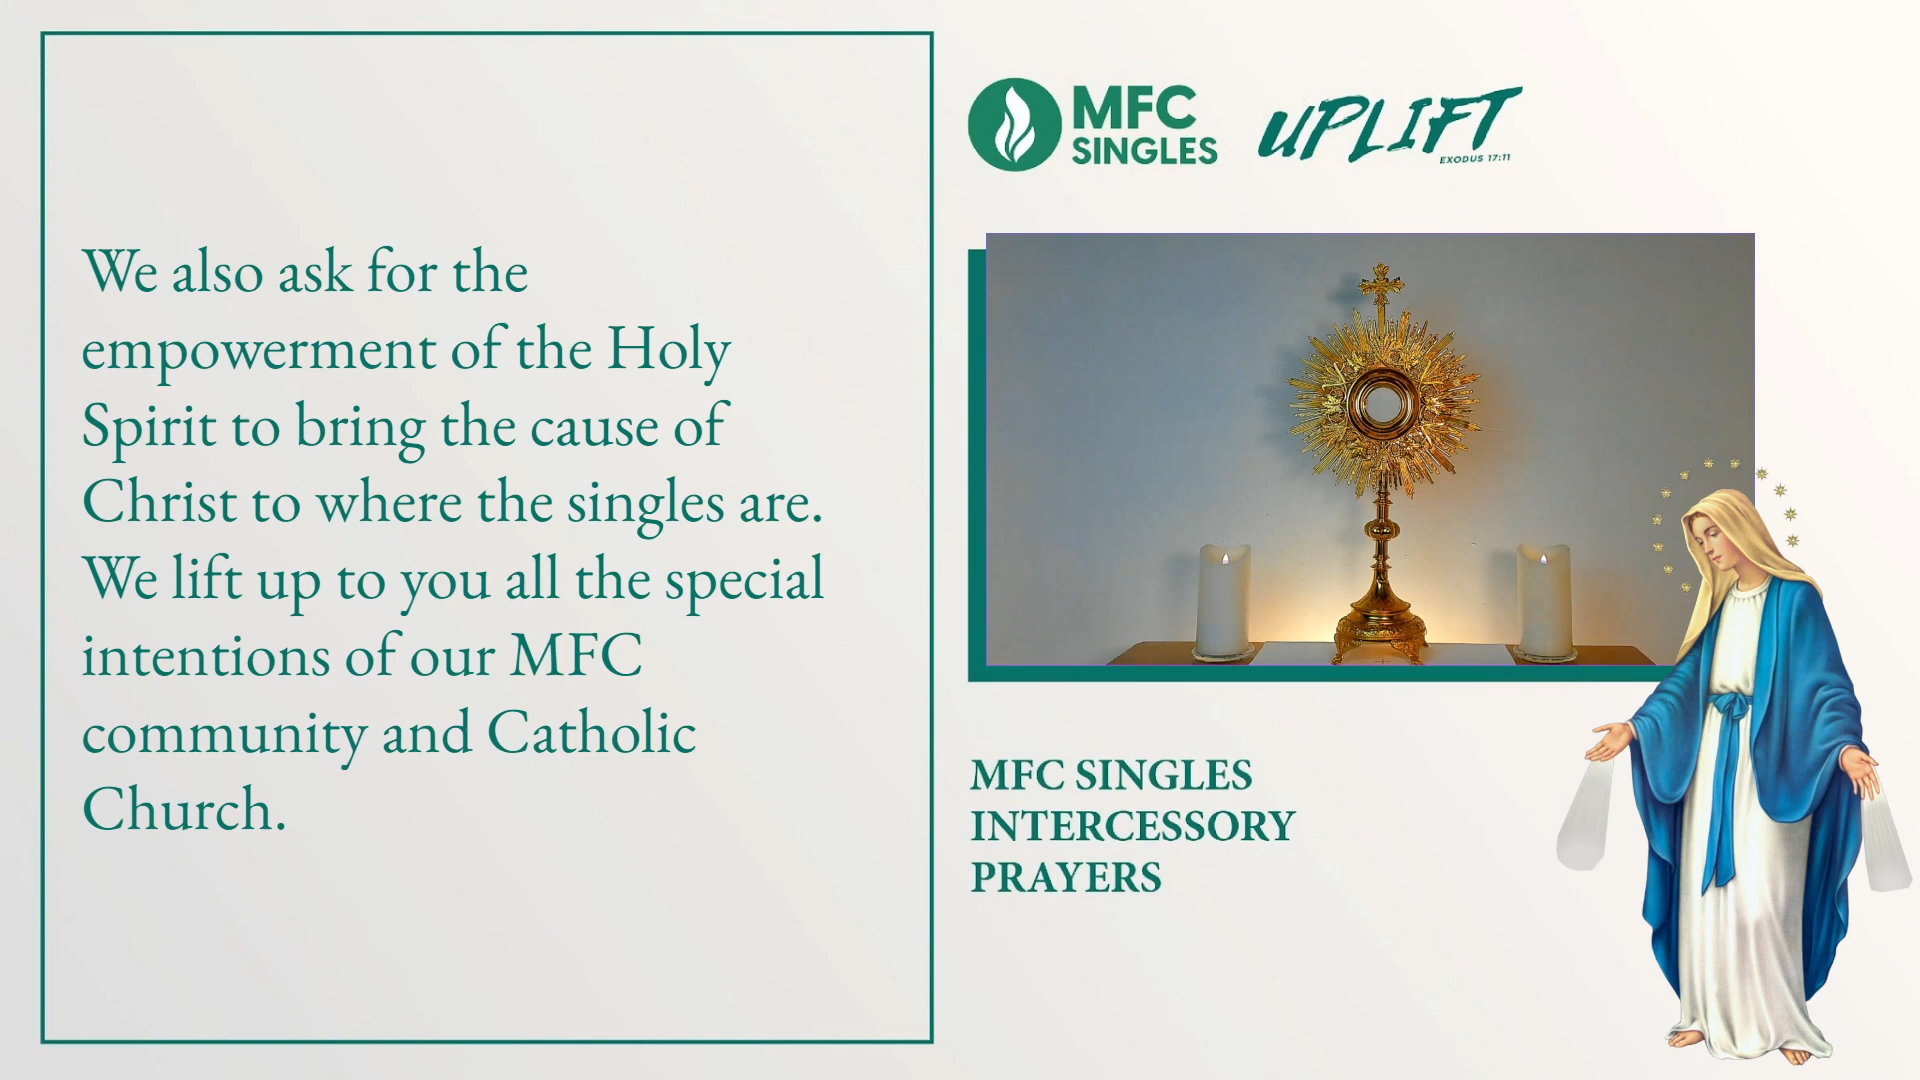 We also ask for the
empowerment of the Holy
Spirit to bring the cause of
Christ to where the singles are.
We lift up to you all the special
intentions of our MFC
community and Catholic
Church.
MFC
SINGLES
UPLIFT
EXODUS 17:11
MFC SINGLES
INTERCESSORY
PRAYERS